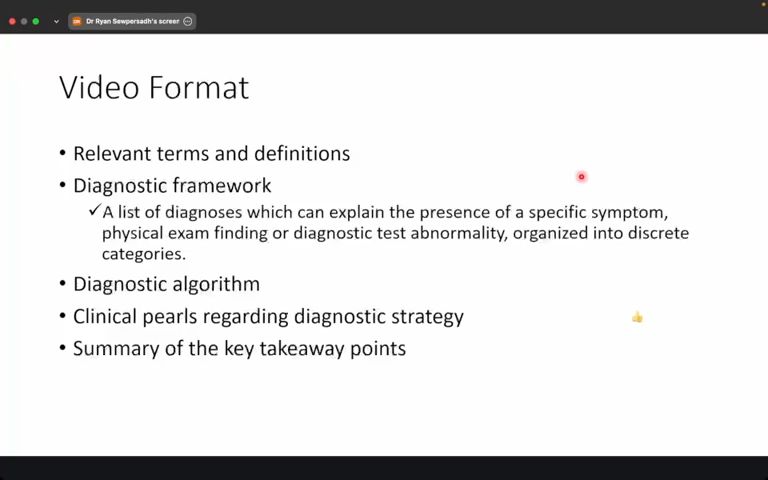 Dr Ryan Sewpersadh's screen
Video Format
• Relevant terms and definitions
• Diagnostic framework
✓A list of diagnoses which can explain the presence of a specific symptom,
physical exam finding or diagnostic test abnormality, organized into discrete
categories.
• Diagnostic algorithm
• Clinical pearls regarding diagnostic strategy
• Summary of the key takeaway points